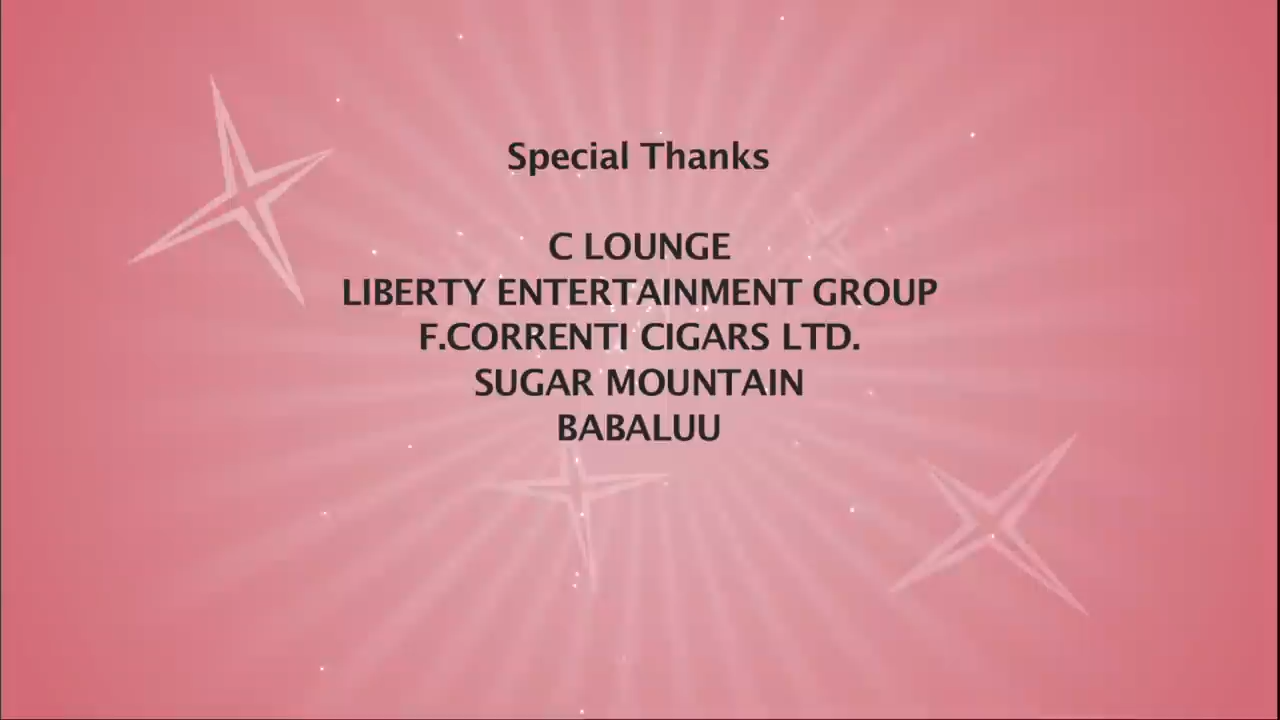 Special Thanks
C LOUNGE
LIBERTY ENTERTAINMENT GROUP
F.CORRENTI CIGARS LTD.
SUGAR MOUNTAIN
BABALUU